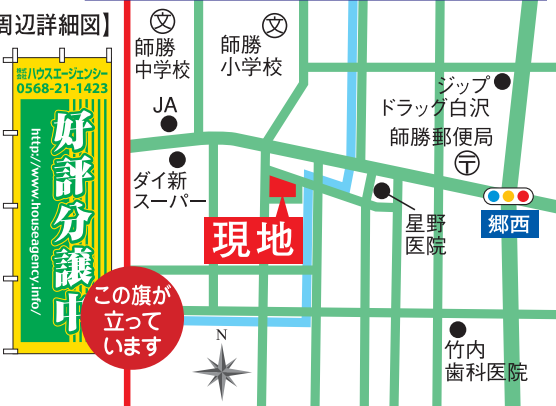 周辺詳細図】
株式会社ハウスエージェンシー
0568-21-1423
好評分譲中
http://www.houseagency.info/
この旗が
立って
います
文
師勝
中学校
文
師勝
小学校
JA
ダイ新
スーパー
現地
ジップ
ドラッグ白沢
師勝郵便局
〒
星野
医院
郷西
竹内
歯科医院
N